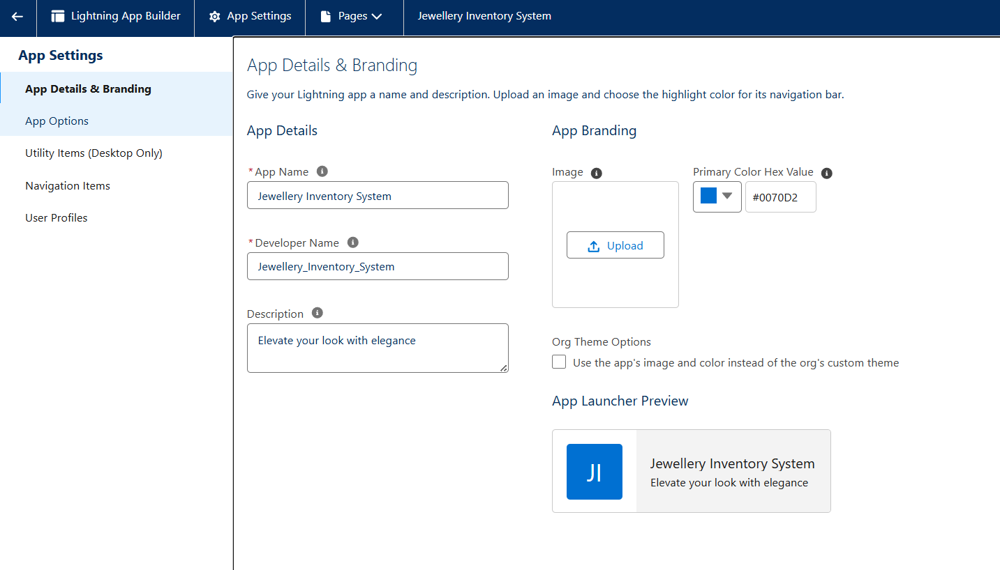 Lightning App Builder
App Settings
Pages
Jewellery Inventory System
App Settings
App Details & Branding
App Options
Utility Items (Desktop Only)
Navigation Items
User Profiles
App Details & Branding
Give your Lightning app a name and description. Upload an image and choose the highlight color for its navigation bar.
App Details
*App Name
Jewellery Inventory System
*Developer Name
Jewellery_Inventory_System
Description
Elevate your look with elegance
App Branding
Image
Upload
Primary Color Hex Value
#0070D2
Org Theme Options
Use the app's image and color instead of the org's custom theme
App Launcher Preview
JI
Jewellery Inventory System
Elevate your look with elegance